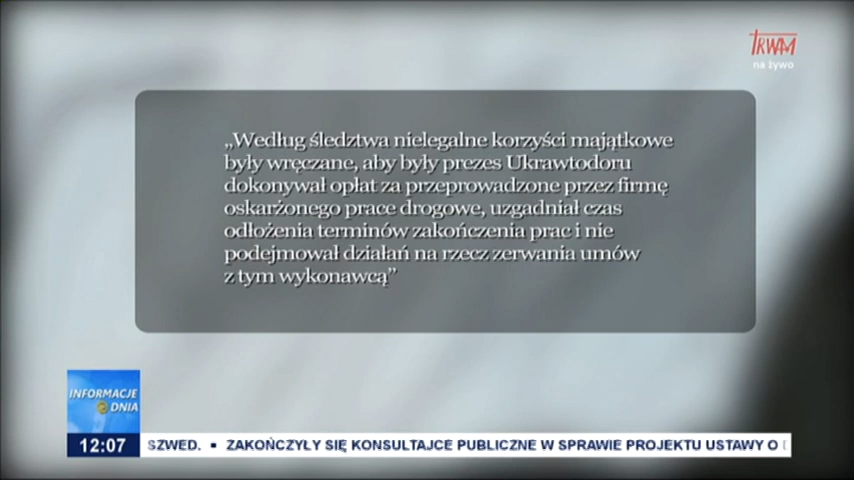 TRWAM
na żywo
„Według śledztwa nielegalne korzyści majątkowe
były wręczane, aby były prezes Ukrawtodoru
dokonywał opłat za przeprowadzone przez firmę
oskarżonego prace drogowe, uzgadniał czas
odłożenia terminów zakończenia prac i nie
podejmował działań na rzecz zerwania umów
z tym wykonawcą”
INFORMACJE
DNIA
12:07 SZWED. ▪ ZAKOŃCZYŁY SIĘ KONSULTAJCE PUBLICZNE W SPRAWIE PROJEKTU USTAWY O